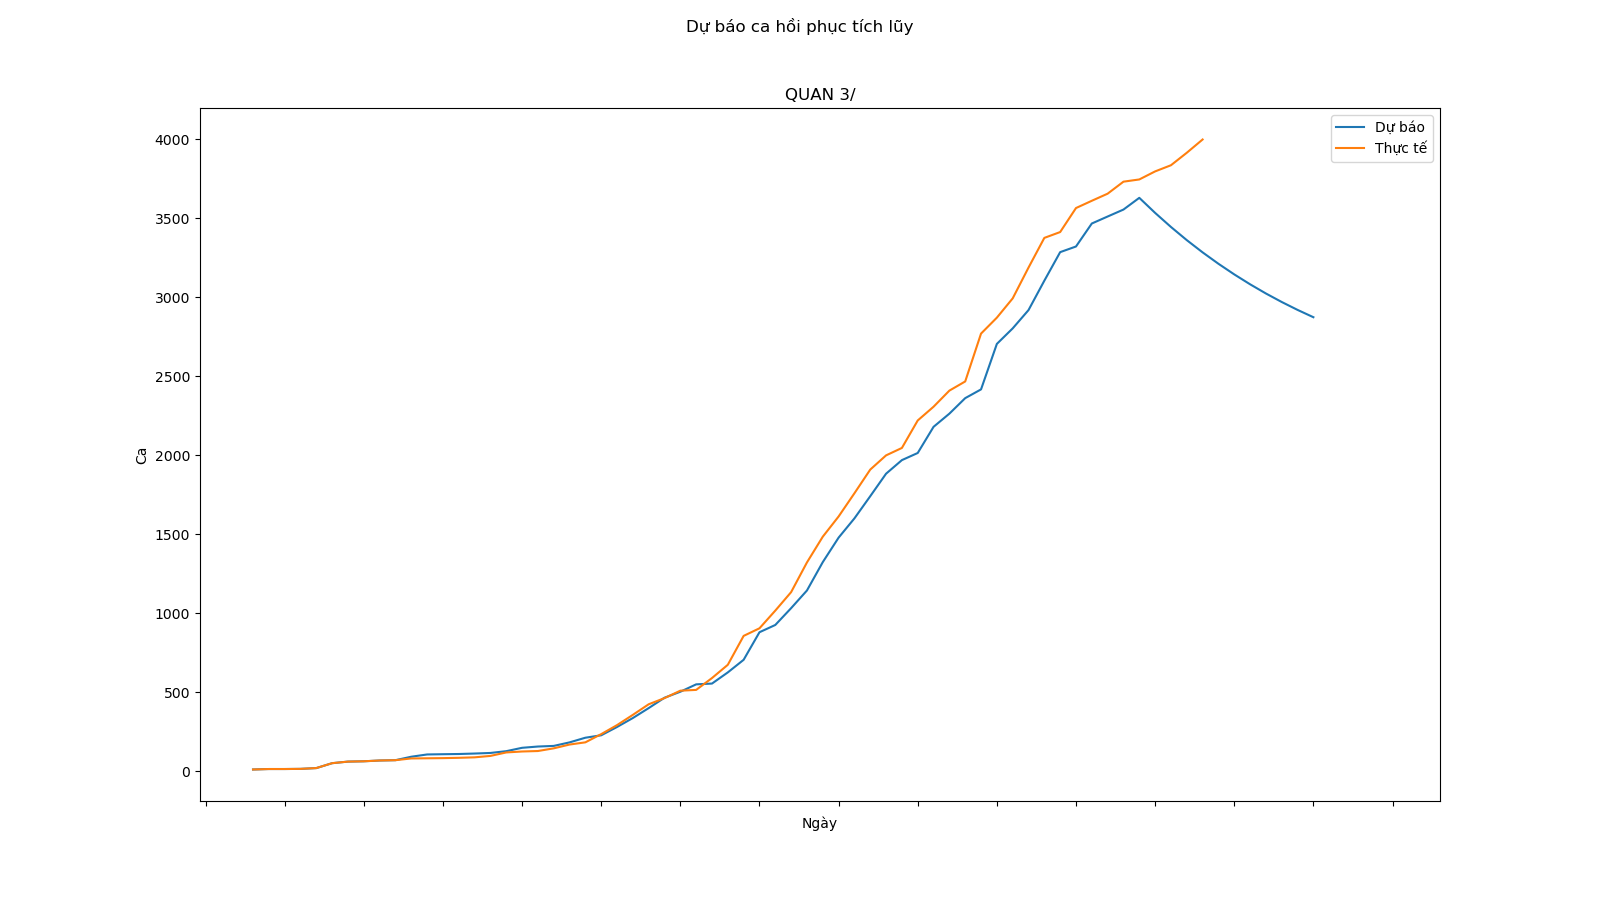 Dự báo ca hồi phục tích lũy
QUAN 3/
Dự báo
Thực tế
4000
3500
3000
2500
2000
1500
1000
500
0
Ca
Ngày